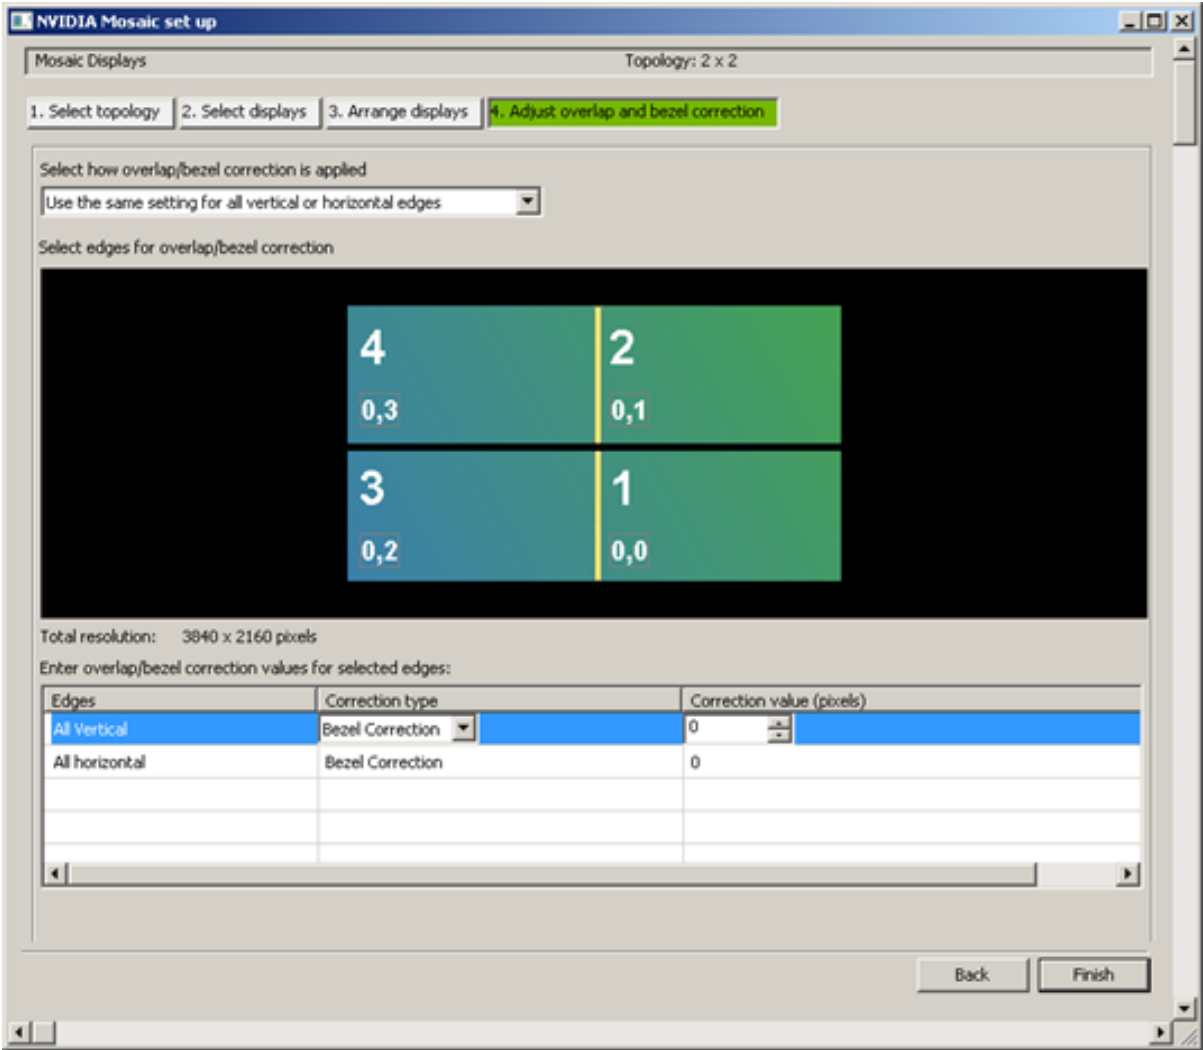 NVIDIA Mosaic set up
Mosaic Displays Topology: 2 x 2
1. Select topology 2. Select displays 3. Arrange displays 4. Adjust overlap and bezel correction
Select how overlap/bezel correction is applied
Use the same setting for all vertical or horizontal edges
Select edges for overlap/bezel correction
4 2
0,3 0,1
3 1
0,2 0,0
Total resolution: 3840 x 2160 pixels
Enter overlap/bezel correction values for selected edges:
Edges Correction type Correction value (pixels)
All Vertical Bezel Correction 0
All horizontal Bezel Correction 0
Back Finish